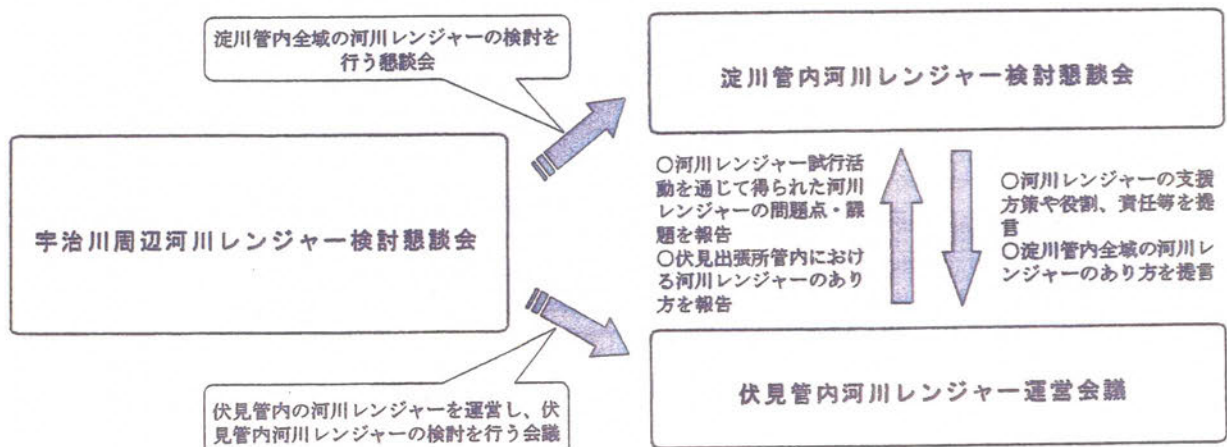 淀川管内全域の河川レンジャーの検討を
行う懇談会
淀川管内河川レンジャー検討懇談会
宇治川周辺河川レンジャー検討懇談会
○河川レンジャー試行活
動を通じて得られた河川
レンジャーの問題点・課
題を報告
○伏見出張所管内におけ
る河川レンジャーのあり
方を報告
○河川レンジャーの支援
方策や役割、責任等を提
言
○淀川管内全域の河川レ
ンジャーのあり方を提言
伏見管内の河川レンジャーを運営し、伏
見管内河川レンジャーの検討を行う会議
伏見管内河川レンジャー運営会議